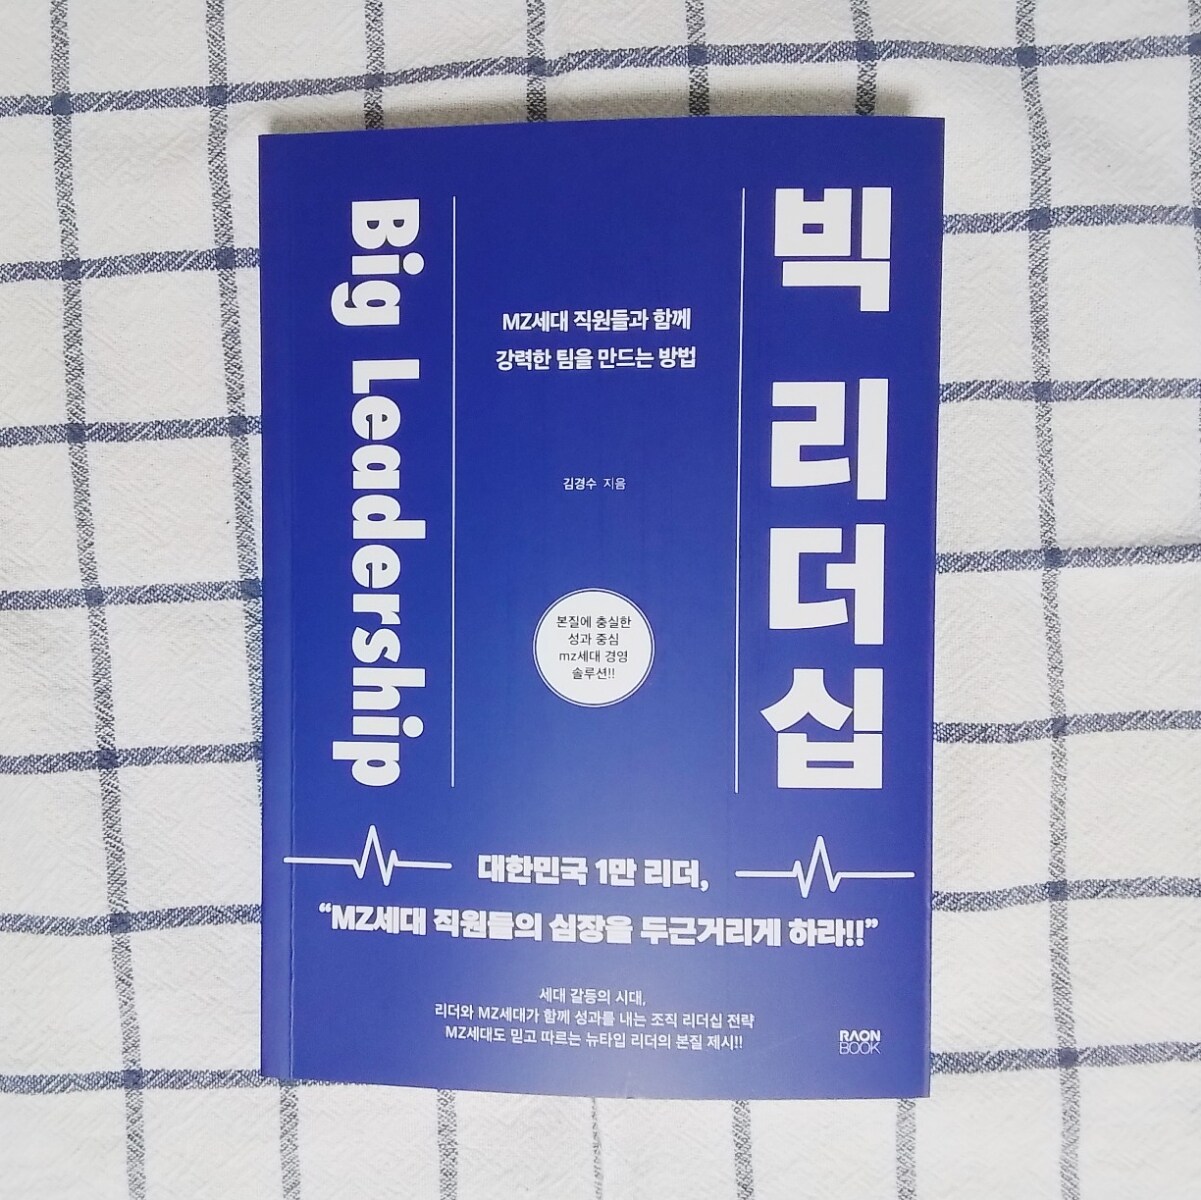 빅 리더십
Big Leadership
MZ세대 직원들과 함께
강력한 팀을 만드는 방법
김경수 지음
본질에 충실한
성과 중심
mz세대 경영
솔루션!!
대한민국 1만 리더,
“MZ세대 직원들의 심장을 두근거리게 하라!!”
세대 갈등의 시대,
리더와 MZ세대가 함께 성과를 내는 조직 리더십 전략
MZ세대도 믿고 따르는 뉴타입 리더의 본질 제시!!
RAON
BOOK